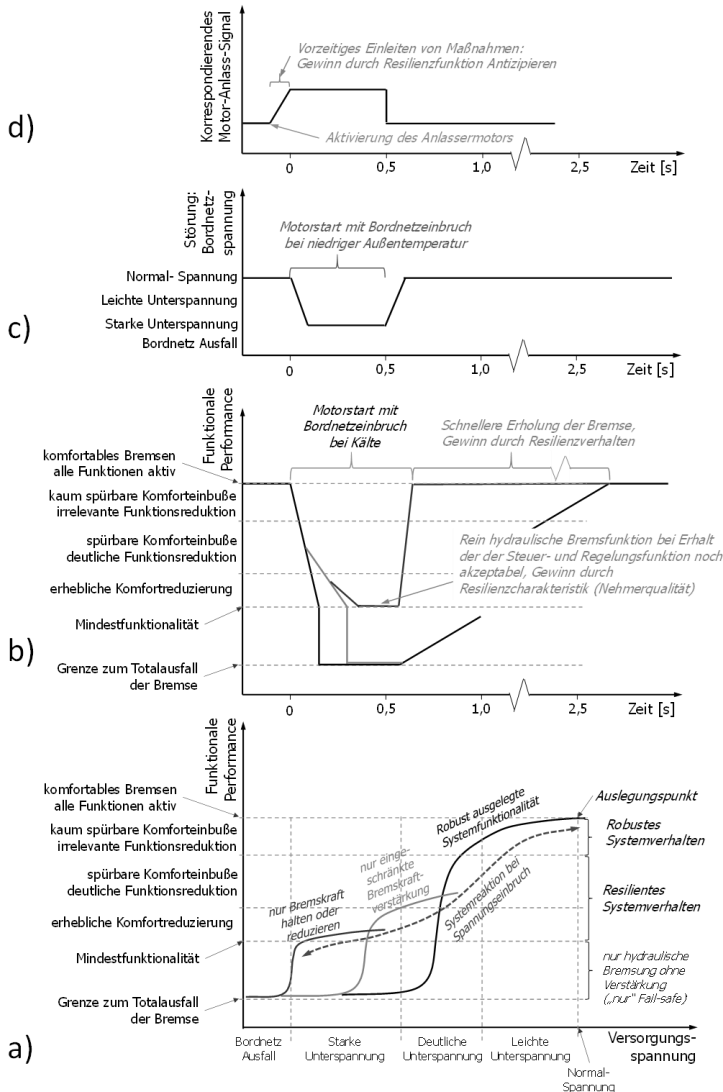 d)
Korrespondierendes
Motor-Anlass-Signal
Vorzeitiges Einleiten von Maßnahmen:
Gewinn durch Resilienzfunktion Antizipieren
Aktivierung des Anlassermotors
0
0,5
1,0
2,5
Zeit [s]
c)
Störung:
Bordnetz-
spannung
Motorstart mit Bordnetzeinbruch
bei niedriger Außentemperatur
Normal- Spannung
Leichte Unterspannung
Starke Unterspannung
Bordnetz Ausfall
0
0,5
1,0
2,5
Zeit [s]
b)
Funktionale
Performance
Motorstart mit
Bordnetzeinbruch
bei Kälte
Schnellere Erholung der Bremse,
Gewinn durch Resilienzverhalten
komfortables Bremsen
alle Funktionen aktiv
kaum spürbare Komforteinbuße
irrelevante Funktionsreduktion
spürbare Komforteinbuße
deutliche Funktionsreduktion
erhebliche Komfortreduzierung
Mindestfunktionalität
Grenze zum Totalausfall
der Bremse
Rein hydraulische Bremsfunktion bei Erhalt
der der Steuer- und Regelungsfunktion noch
akzeptabel, Gewinn durch
Resilienzcharakteristik (Nehmerqualität)
0
0,5
1,0
2,5
Zeit [s]
a)
Funktionale
Performance
komfortables Bremsen
alle Funktionen aktiv
kaum spürbare Komforteinbuße
irrelevante Funktionsreduktion
spürbare Komforteinbuße
deutliche Funktionsreduktion
erhebliche Komfortreduzierung
Mindestfunktionalität
Grenze zum Totalausfall
der Bremse
nur Bremskraft
halten oder
reduzieren
nur einge-
schränkte
Bremskraft-
verstärkung
Robust ausgelegte
Systemfunktionalität
Systemreaktion bei
Spannungseinbruch
Auslegungspunkt
Robustes
Systemverhalten
Resilientes
Systemverhalten
nur hydraulische
Bremsung ohne
Verstärkung
(„nur" Fail-safe)
Bordnetz
Ausfall
Starke
Unterspannung
Deutliche
Unterspannung
Leichte
Unterspannung
Normal-
Spannung
Versorgungs-
spannung